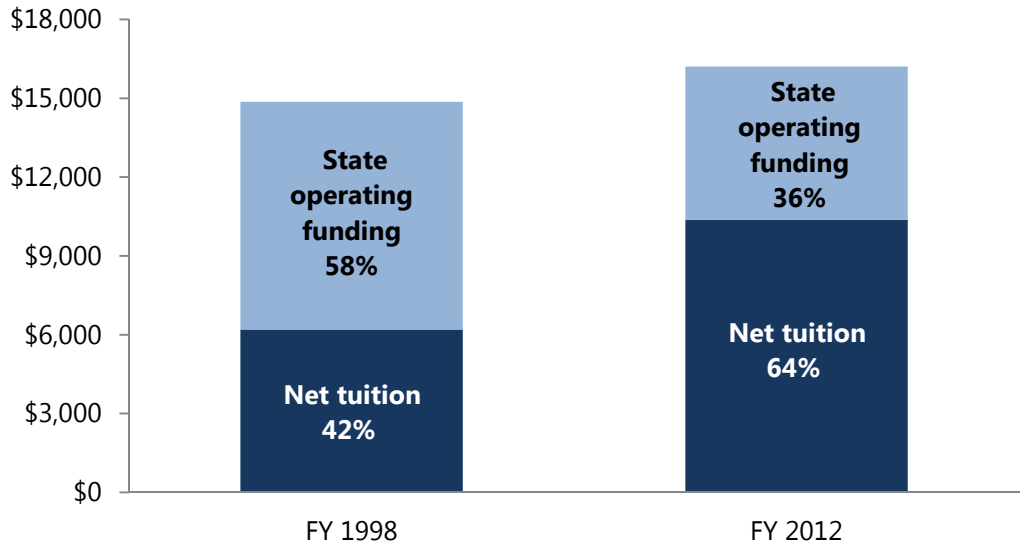 $18,000
$15,000
$12,000
$9,000
$6,000
$3,000
$0
State
operating
funding
58%
Net tuition
42%
State
operating
funding
36%
Net tuition
64%
FY 1998
FY 2012